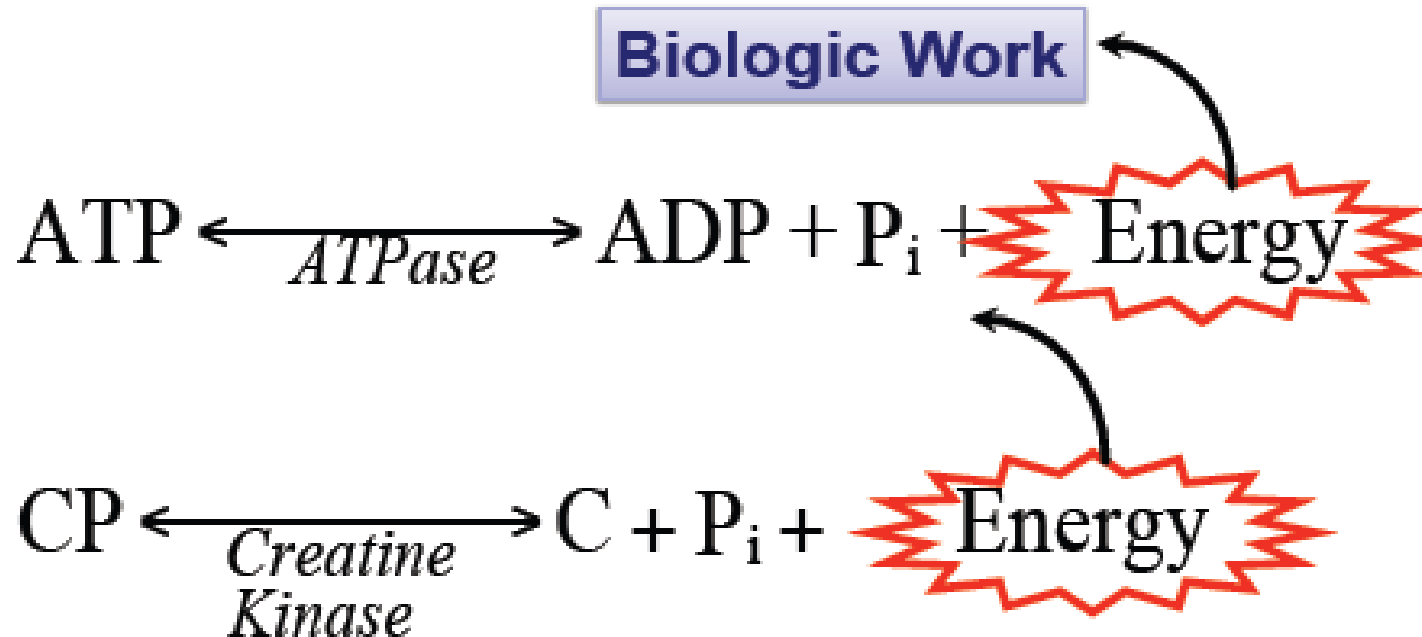 Biologic Work
ATP ATPase ADP + Pᵢ + Energy
CP Creatine Kinase C + Pᵢ + Energy